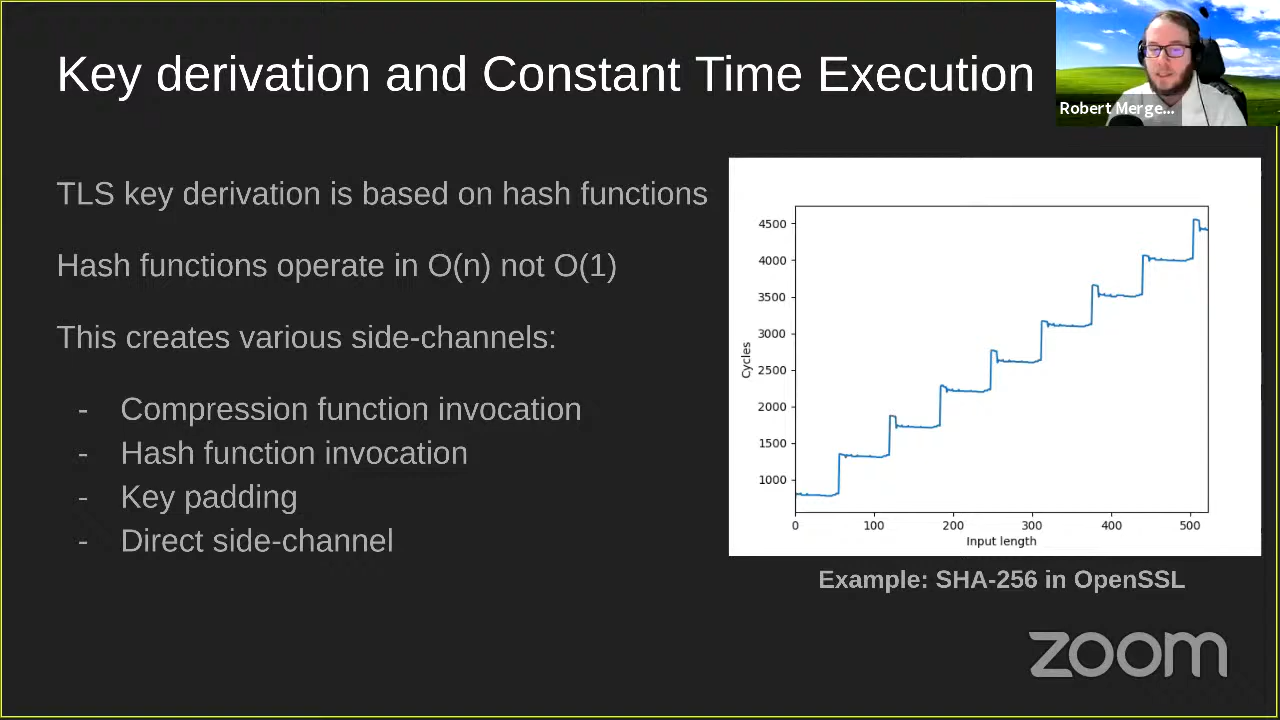 Key derivation and Constant Time Execution
Robert Merge...
TLS key derivation is based on hash functions
Hash functions operate in O(n) not O(1)
This creates various side-channels:
- Compression function invocation
- Hash function invocation
- Key padding
- Direct side-channel
4500
4000
3500
3000
2500
2000
1500
1000
Cycles
0 100 200 300 400 500
Input length
Example: SHA-256 in OpenSSL
zoom